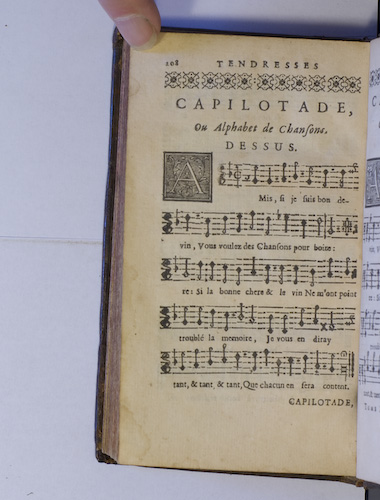 208 TENDRESSES
CAPILOTADE,
Ou Alphabet de Chansons.
DESSUS.
AMis, si je suis bon de-
vin, Vous voulez des Chansons pour boire:
re: Si la bonne chere & le vin Ne m'ont point
troublé la memoire, Je vous en diray
tant, & tant, & tant, Que chacun en sera content.
CAPILOTADE,